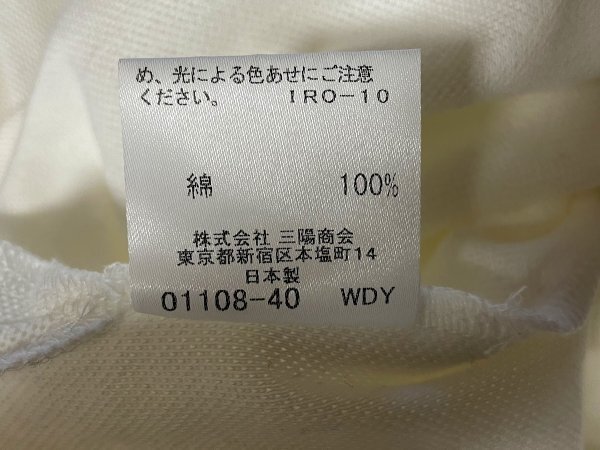 め、光による色あせにご注意
ください。 IRO-10
綿 100%
株式会社 三陽商会
東京都新宿区本塩町14
日本製
01108-40 WDY